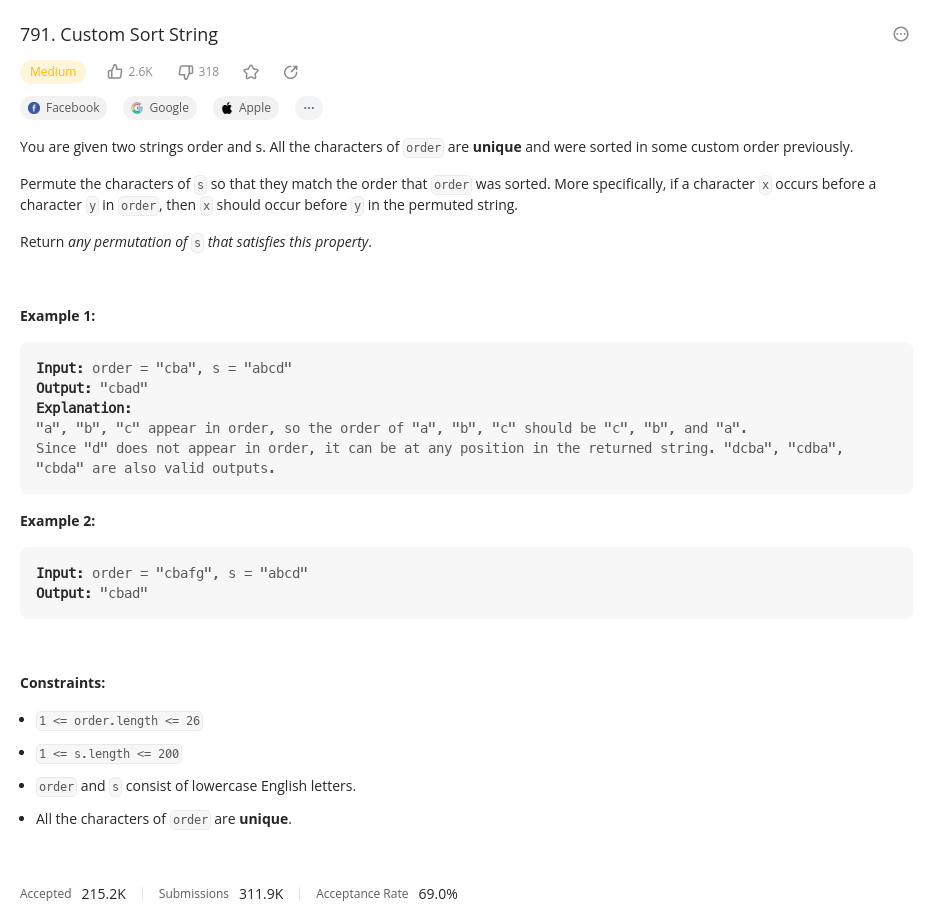 791. Custom Sort String
Medium 2.6K 318
Facebook Google Apple ...
You are given two strings order and s. All the characters of order are unique and were sorted in some custom order previously.
Permute the characters of s so that they match the order that order was sorted. More specifically, if a character x occurs before a
character y in order, then x should occur before y in the permuted string.
Return any permutation of s that satisfies this property.
Example 1:
Input: order = "cba", s = "abcd"
Output: "cbad"
Explanation:
"a", "b", "c" appear in order, so the order of "a", "b", "c" should be "c", "b", and "a".
Since "d" does not appear in order, it can be at any position in the returned string. "dcba", "cdba",
"cbda" are also valid outputs.
Example 2:
Input: order = "cbafg", s = "abcd"
Output: "cbad"
Constraints:
• 1 <= order.length <= 26
• 1 <= s.length <= 200
• order and s consist of lowercase English letters.
• All the characters of order are unique.
Accepted 215.2K Submissions 311.9K Acceptance Rate 69.0%